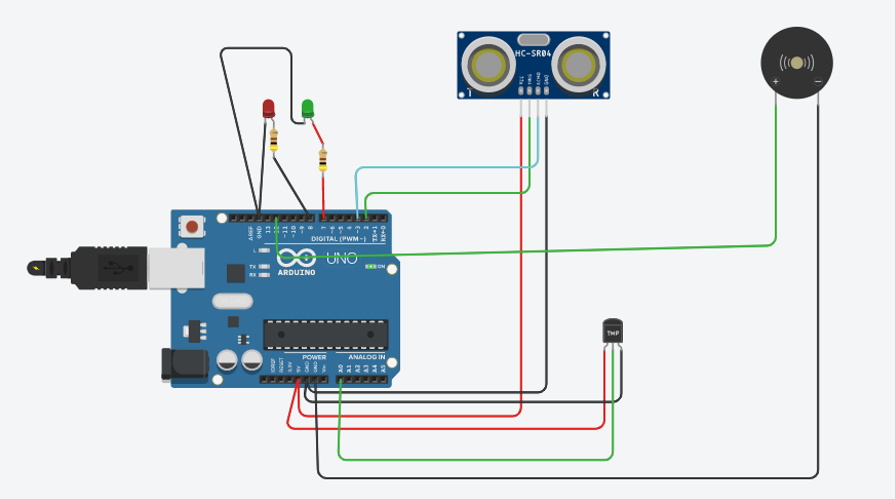 HC-SR04
Vcc
TRIG
ECHO
GND
T
R
+
−
TMP
AREF
GND
13
12
~11
~10
~9
8
7
~6
~5
4
~3
2
TX→1
RX←0
DIGITAL (PWM~)
L
TX
RX
UNO
ARDUINO
ON
POWER
ANALOG IN
IOREF
RESET
3.3V
5V
GND
GND
Vin
A0
A1
A2
A3
A4
A5